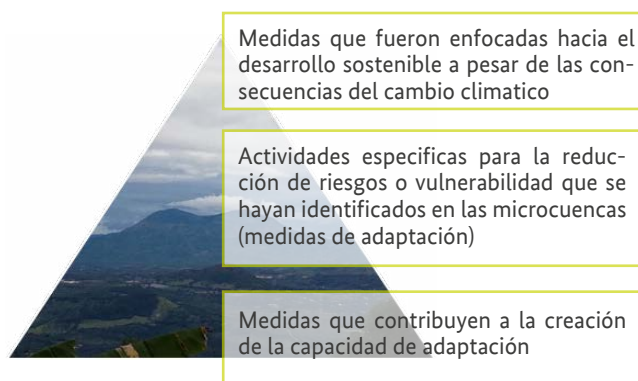 Medidas que fueron enfocadas hacia el
desarrollo sostenible a pesar de las con-
secuencias del cambio climatico
Actividades especificas para la reduc-
ción de riesgos o vulnerabilidad que se
hayan identificados en las microcuencas
(medidas de adaptación)
Medidas que contribuyen a la creación
de la capacidad de adaptación